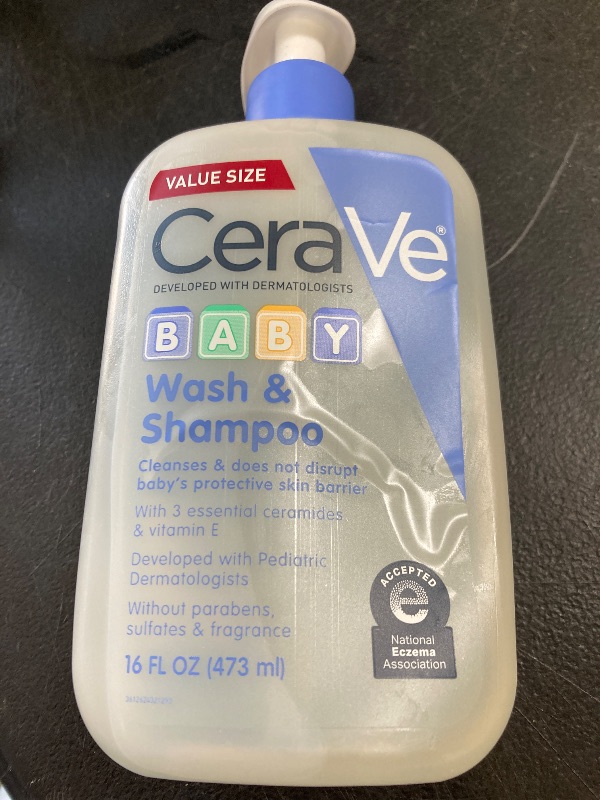 VALUE SIZE
CeraVe®
DEVELOPED WITH DERMATOLOGISTS
BABY
Wash &
Shampoo
Cleanses & does not disrupt
baby's protective skin barrier
With 3 essential ceramides
& vitamin E
Developed with Pediatric
Dermatologists
Without parabens,
sulfates & fragrance
16 FL OZ (473 ml)
ACCEPTED
e
National
Eczema
Association